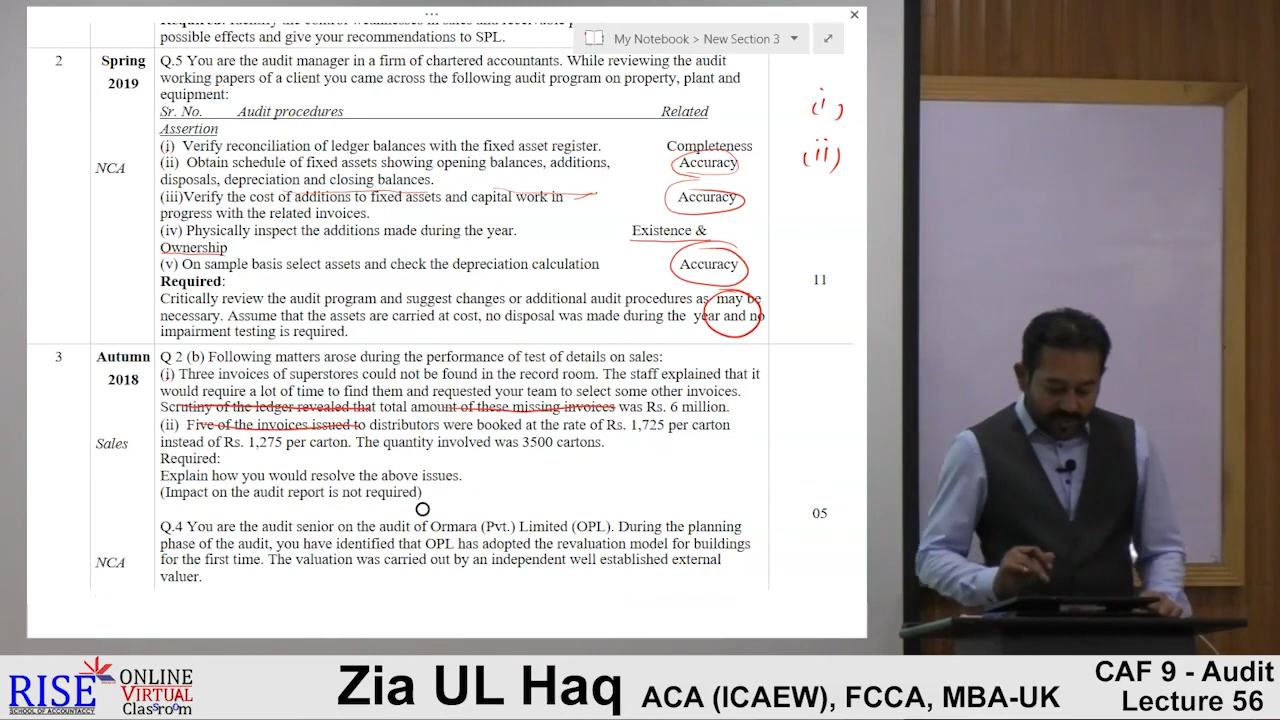 possible effects and give your recommendations to SPL.
My Notebook > New Section 3
2 Spring 2019 Q.5 You are the audit manager in a firm of chartered accountants. While reviewing the audit
working papers of a client you came across the following audit program on property, plant and
equipment:
Sr. No. Audit procedures Related
Assertion
(i) Verify reconciliation of ledger balances with the fixed asset register. Completeness
NCA (ii) Obtain schedule of fixed assets showing opening balances, additions, Accuracy
disposals, depreciation and closing balances.
(iii)Verify the cost of additions to fixed assets and capital work in Accuracy
progress with the related invoices.
(iv) Physically inspect the additions made during the year. Existence &
Ownership
(v) On sample basis select assets and check the depreciation calculation Accuracy
Required: 11
Critically review the audit program and suggest changes or additional audit procedures as may be
necessary. Assume that the assets are carried at cost, no disposal was made during the year and no
impairment testing is required.
(i)
(ii)
3 Autumn 2018 Q 2 (b) Following matters arose during the performance of test of details on sales:
(i) Three invoices of superstores could not be found in the record room. The staff explained that it
would require a lot of time to find them and requested your team to select some other invoices.
Scrutiny of the ledger revealed that total amount of these missing invoices was Rs. 6 million.
(ii) Five of the invoices issued to distributors were booked at the rate of Rs. 1,725 per carton
Sales instead of Rs. 1,275 per carton. The quantity involved was 3500 cartons.
Required:
Explain how you would resolve the above issues.
(Impact on the audit report is not required)
05
Q.4 You are the audit senior on the audit of Ormara (Pvt.) Limited (OPL). During the planning
phase of the audit, you have identified that OPL has adopted the revaluation model for buildings
NCA for the first time. The valuation was carried out by an independent well established external
valuer.
RISE
SCHOOL OF ACCOUNTANCY
ONLINE
VIRTUAL
Classroom
Zia UL Haq ACA (ICAEW), FCCA, MBA-UK
CAF 9 - Audit
Lecture 56